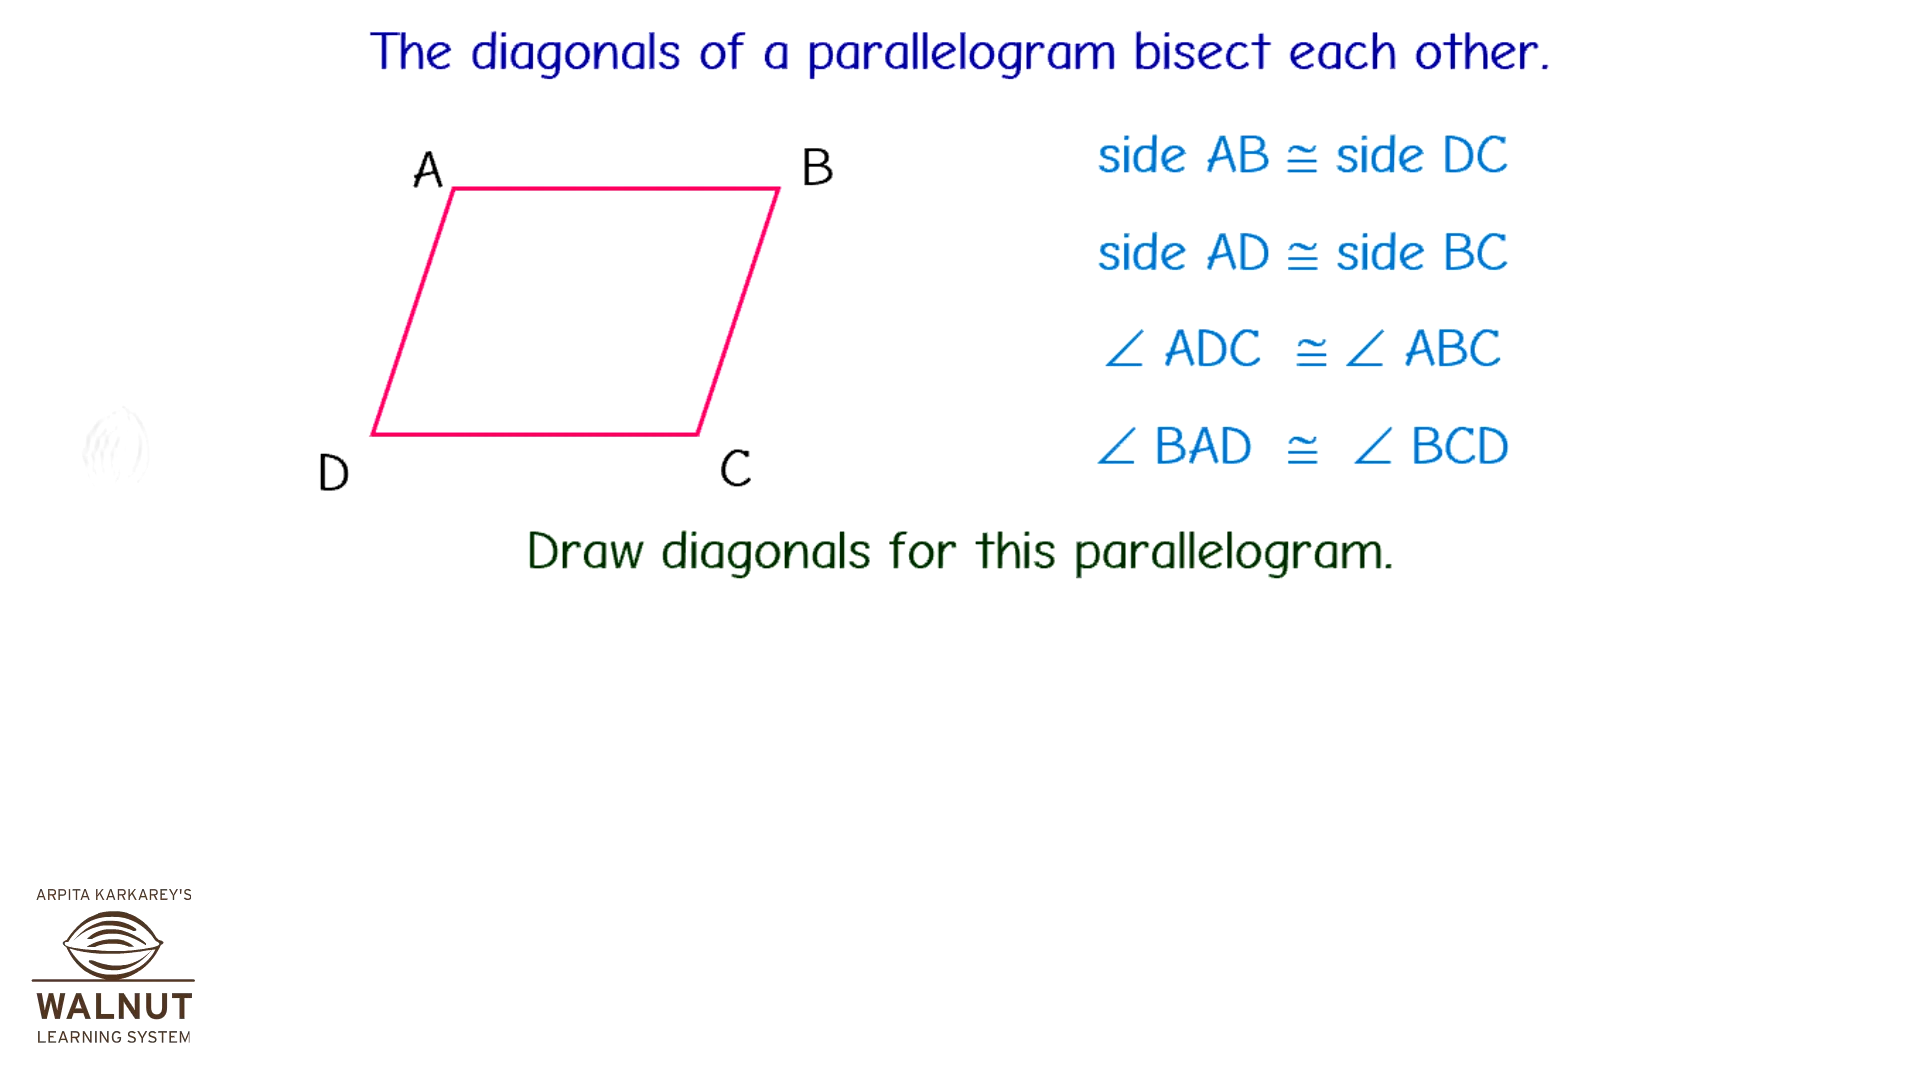 The diagonals of a parallelogram bisect each other.
A
B
D
C
side AB ≅ side DC
side AD ≅ side BC
∠ ADC ≅ ∠ ABC
∠ BAD ≅ ∠ BCD
Draw diagonals for this parallelogram.
ARPITA KARKAREY'S
WALNUT
LEARNING SYSTEM